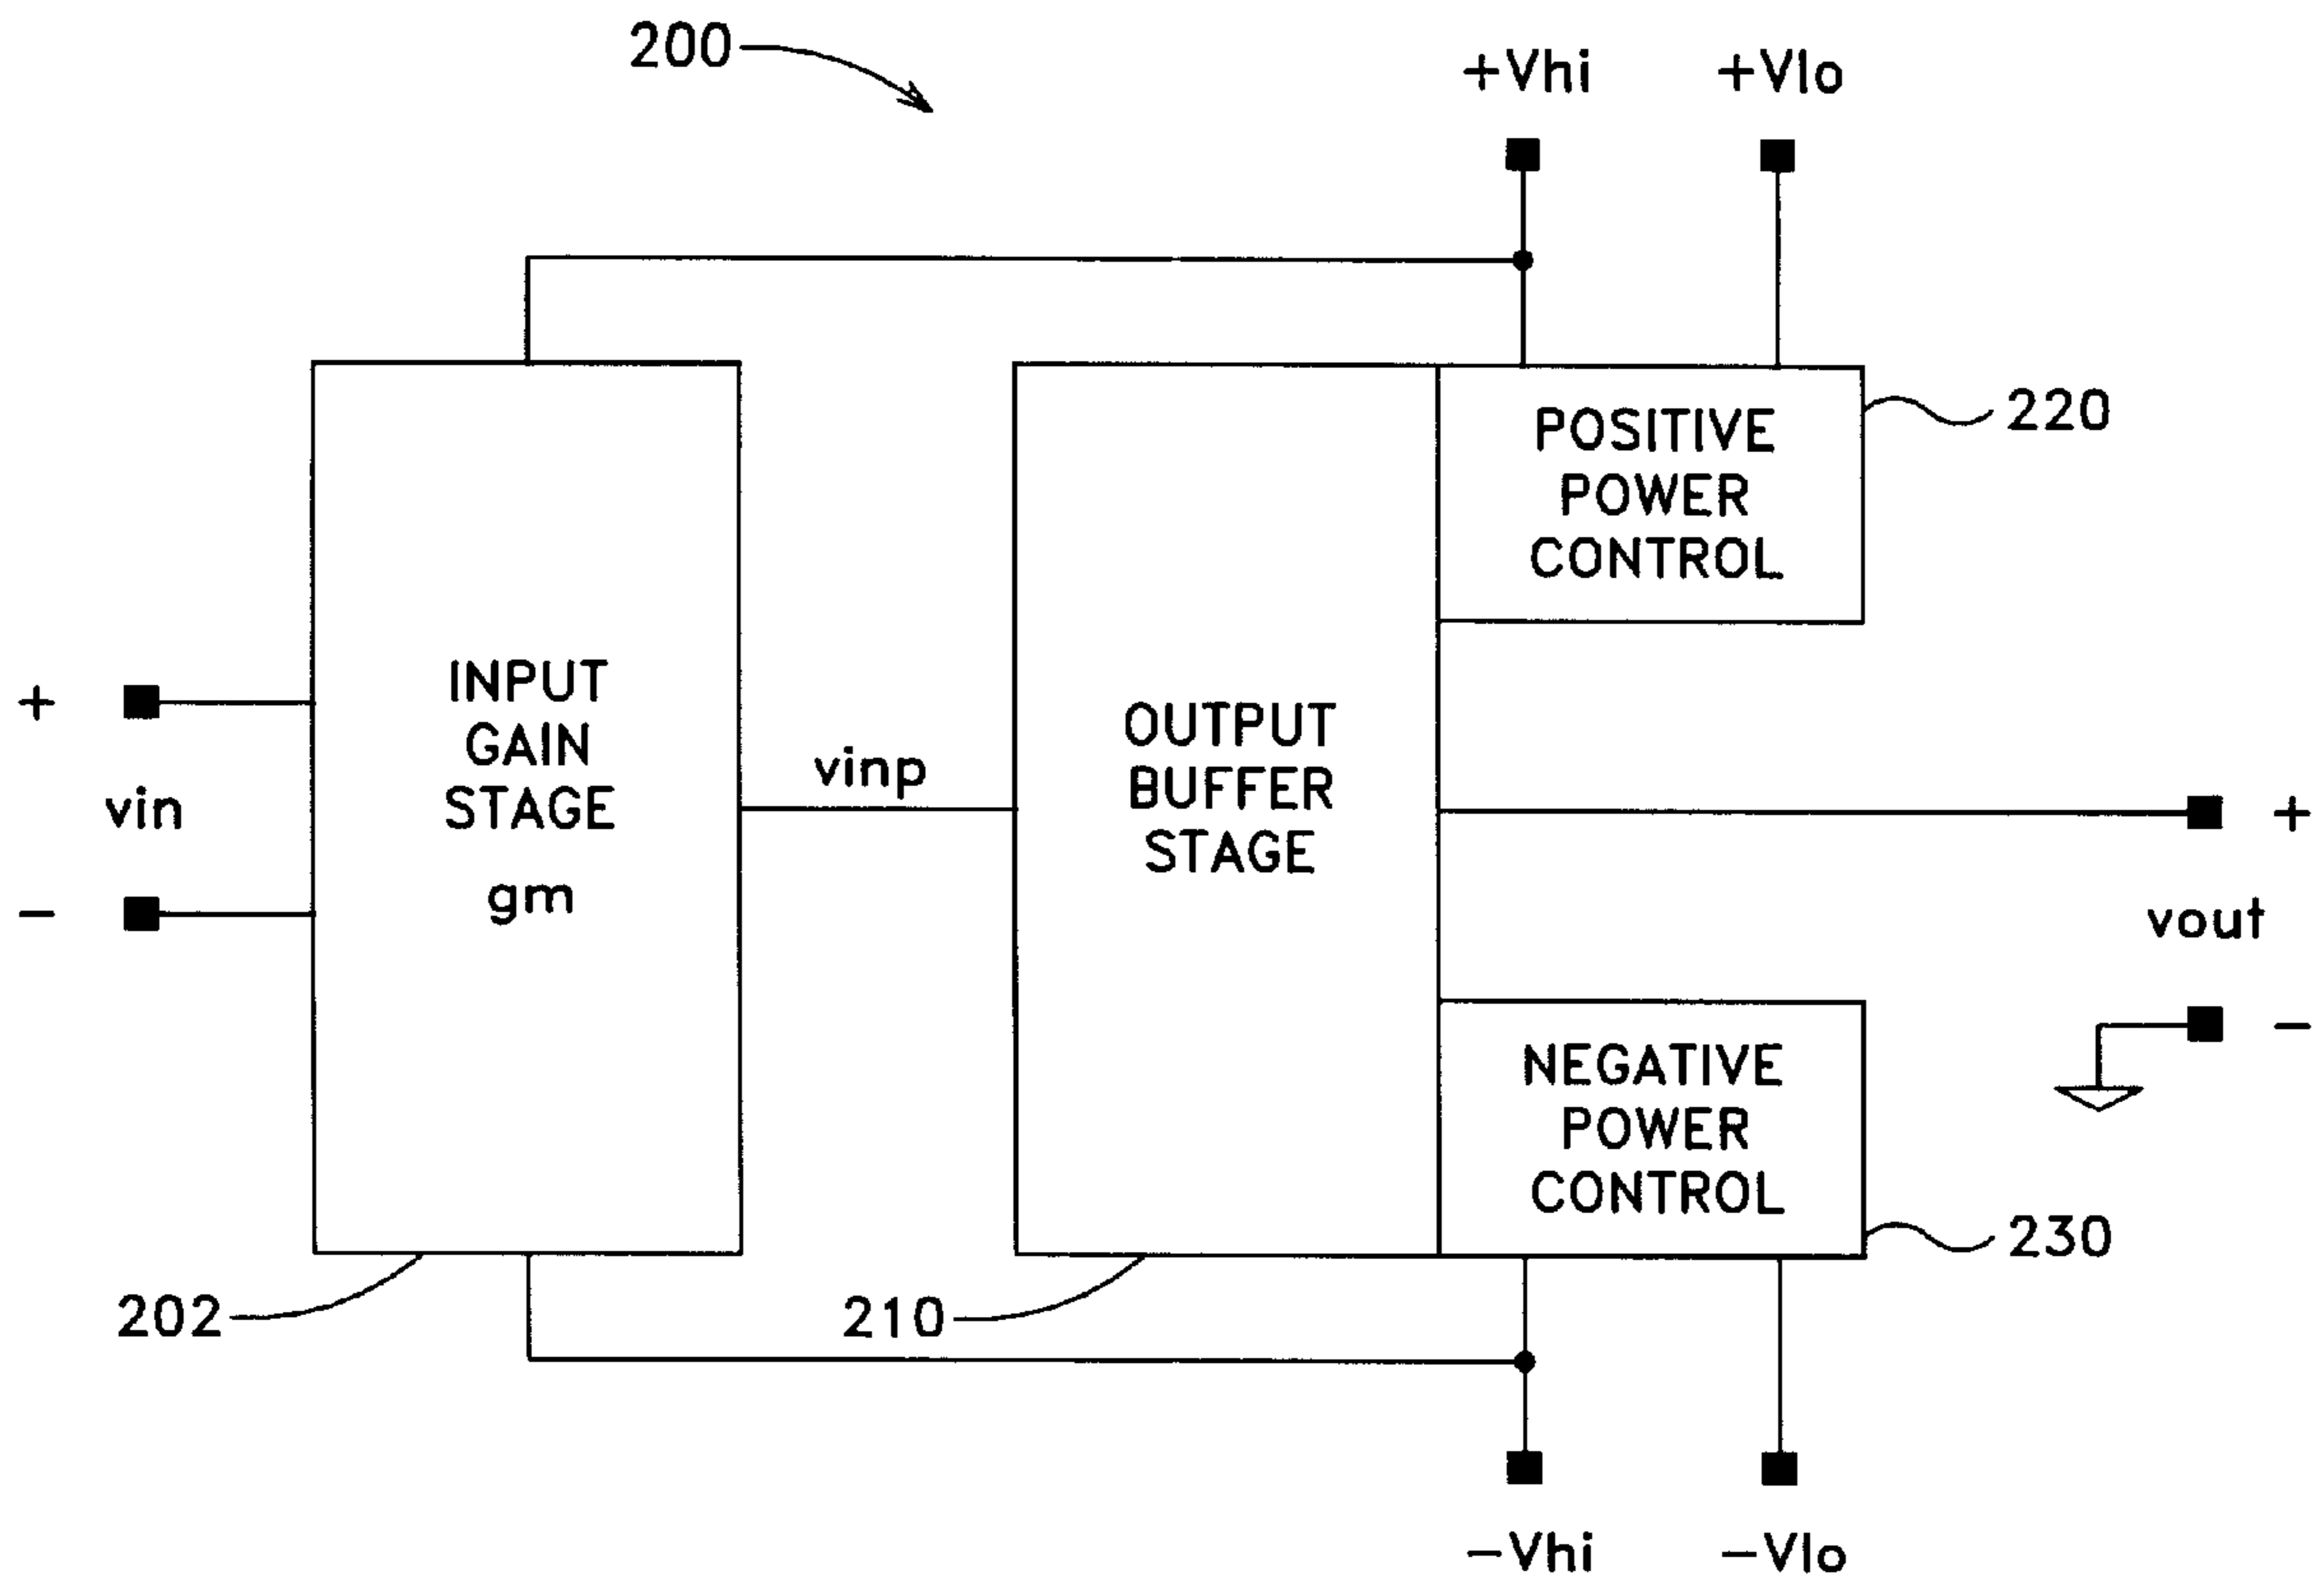 200
+Vhi +Vlo
POSITIVE
POWER
CONTROL
220
+
vin
−
INPUT
GAIN
STAGE
gm
vinp
OUTPUT
BUFFER
STAGE
+
vout
−
NEGATIVE
POWER
CONTROL
230
202
210
−Vhi −Vlo